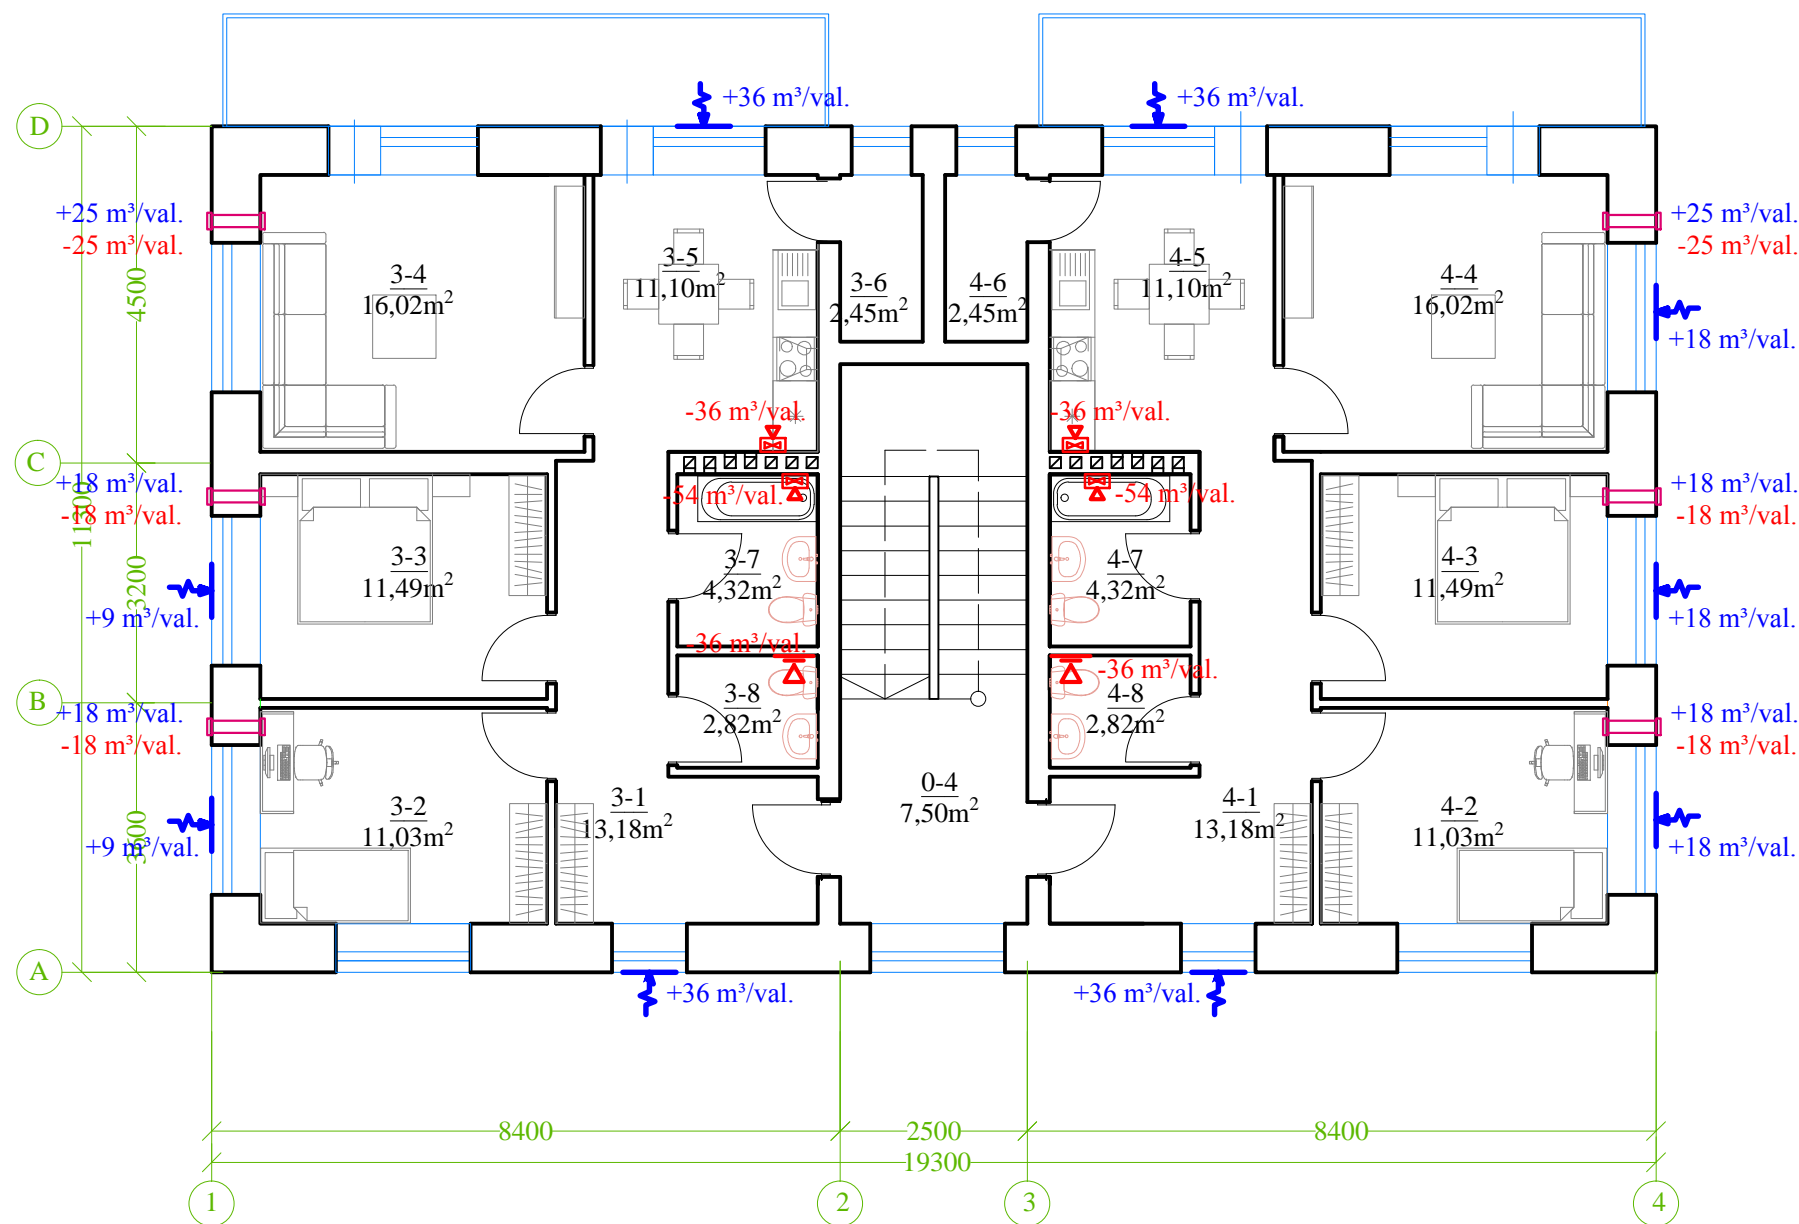 +36 m³/val.
+36 m³/val.
D
+25 m³/val.
-25 m³/val.
+25 m³/val.
-25 m³/val.
3-4
16,02m²
3-5
11,10m²
3-6
2,45m²
4-6
2,45m²
4-5
11,10m²
4-4
16,02m²
4500
+18 m³/val.
-36 m³/val.
-36 m³/val.
C
+18 m³/val.
-18 m³/val.
-54 m³/val.
-54 m³/val.
+18 m³/val.
-18 m³/val.
11300
3-3
11,49m²
3-7
4,32m²
4-7
4,32m²
4-3
11,49m²
3200
+9 m³/val.
+18 m³/val.
-36 m³/val.
-36 m³/val.
B
+18 m³/val.
-18 m³/val.
3-8
2,82m²
4-8
2,82m²
+18 m³/val.
-18 m³/val.
3-2
11,03m²
3-1
13,18m²
0-4
7,50m²
4-1
13,18m²
4-2
11,03m²
3600
+9 m³/val.
+18 m³/val.
A
+36 m³/val.
+36 m³/val.
8400
2500
8400
19300
1
2
3
4